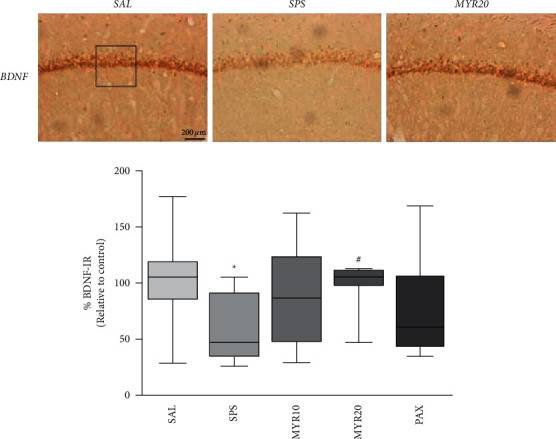 SAL SPS MYR20
BDNF
200 μm
% BDNF-IR
(Relative to control)
200
150
100
50
0
*
#
SAL SPS MYR10 MYR20 PAX